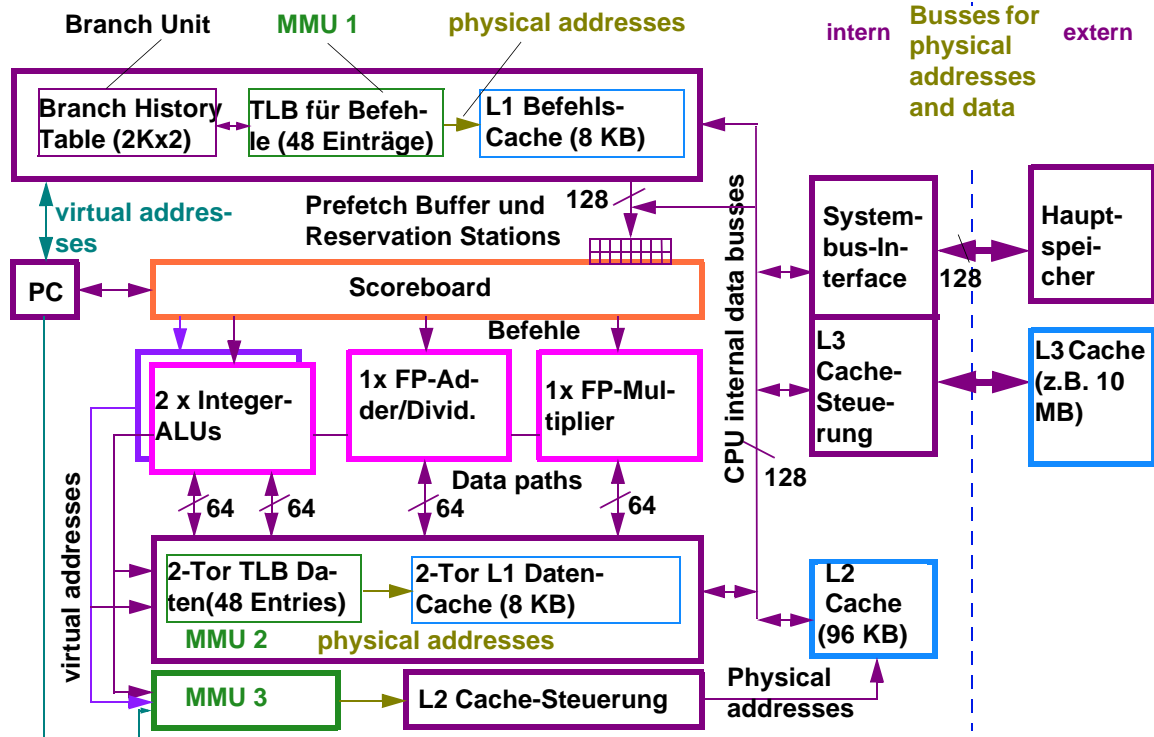 Branch Unit
MMU 1
physical addresses
intern
Busses for
physical
addresses
and data
extern
Branch History
Table (2Kx2)
TLB für Befeh-
le (48 Einträge)
L1 Befehls-
Cache (8 KB)
virtual addres-
ses
Prefetch Buffer und
Reservation Stations
128
PC
Scoreboard
Befehle
2 x Integer-
ALUs
1x FP-Ad-
der/Divid.
1x FP-Mul-
tiplier
Data paths
64
64
64
64
CPU internal data busses
128
System-
bus-In-
terface
128
Haupt-
spei-
cher
L3
Cache-
Steue-
rung
L3 Cache
(z.B. 10
MB)
virtual addresses
2-Tor TLB Da-
ten(48 Entries)
2-Tor L1 Daten-
Cache (8 KB)
MMU 2
physical addresses
L2
Cache
(96 KB)
MMU 3
L2 Cache-Steuerung
Physical
addresses